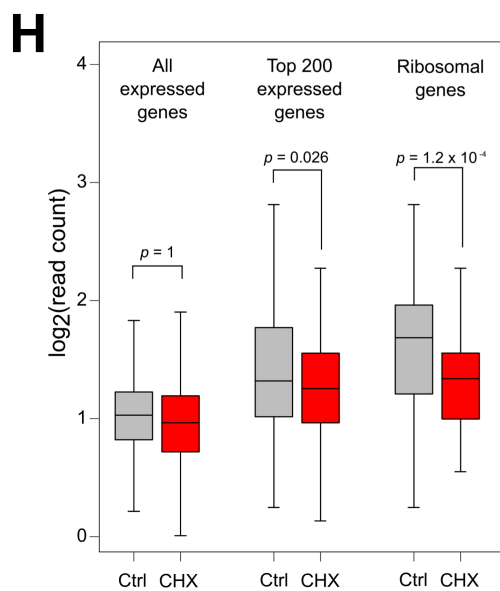 H
All
expressed
genes
Top 200
expressed
genes
Ribosomal
genes
p = 1
p = 0.026
p = 1.2 x 10⁻⁴
log₂(read count)
4
3
2
1
0
Ctrl CHX Ctrl CHX Ctrl CHX